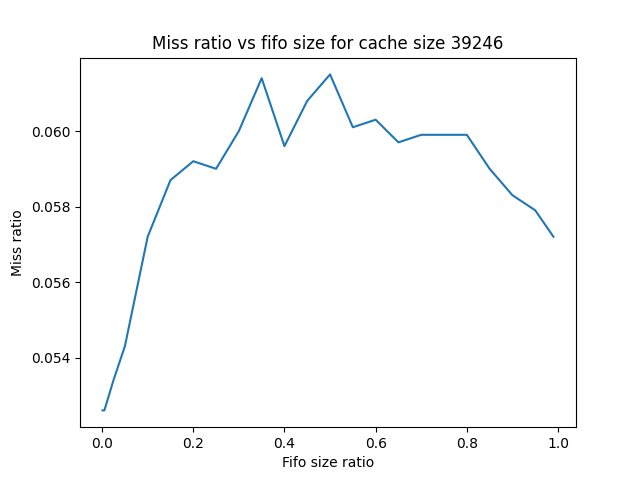 Miss ratio vs fifo size for cache size 39246
0.060
0.058
0.056
0.054
Miss ratio
0.0 0.2 0.4 0.6 0.8 1.0
Fifo size ratio